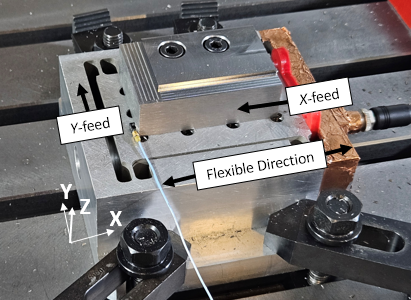 X-feed
Y-feed
Flexible Direction
Y
Z
X